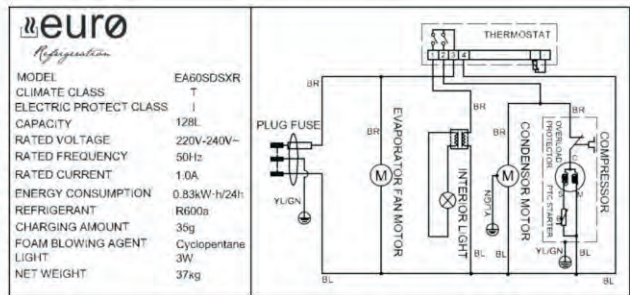 eurø
Refrigeration
MODEL EA60SDSXR
CLIMATE CLASS T
ELECTRIC PROTECT CLASS I
CAPACITY 128L
RATED VOLTAGE 220V-240V~
RATED FREQUENCY 50Hz
RATED CURRENT 1.0A
ENERGY CONSUMPTION 0.83kW·h/24h
REFRIGERANT R600a
CHARGING AMOUNT 35g
FOAM BLOWING AGENT Cyclopentane
LIGHT 3W
NET WEIGHT 37kg
THERMOSTAT
1 2 3 4
BR
BR
BR
BR
BR
PLUG FUSE
YL/GN
M
EVAPORATOR FAN MOTOR
INTERIOR LIGHT
BL
M
CONDENSOR MOTOR
YL/GN
BL
OVERLOAD PROTECTOR
PTC STARTER
COMPRESSOR
YL/GN
BL
BL
BL